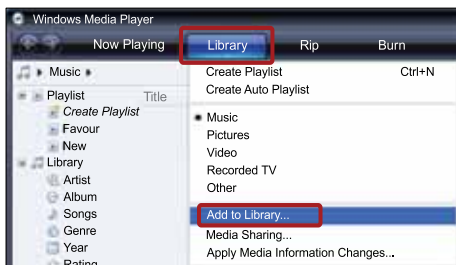 Windows Media Player
Now Playing Library Rip Burn
Music
Playlist Title
Create Playlist
Favour
New
Library
Artist
Album
Songs
Genre
Year
Rating
Create Playlist Ctrl+N
Create Auto Playlist
Music
Pictures
Video
Recorded TV
Other
Add to Library...
Media Sharing...
Apply Media Information Changes...